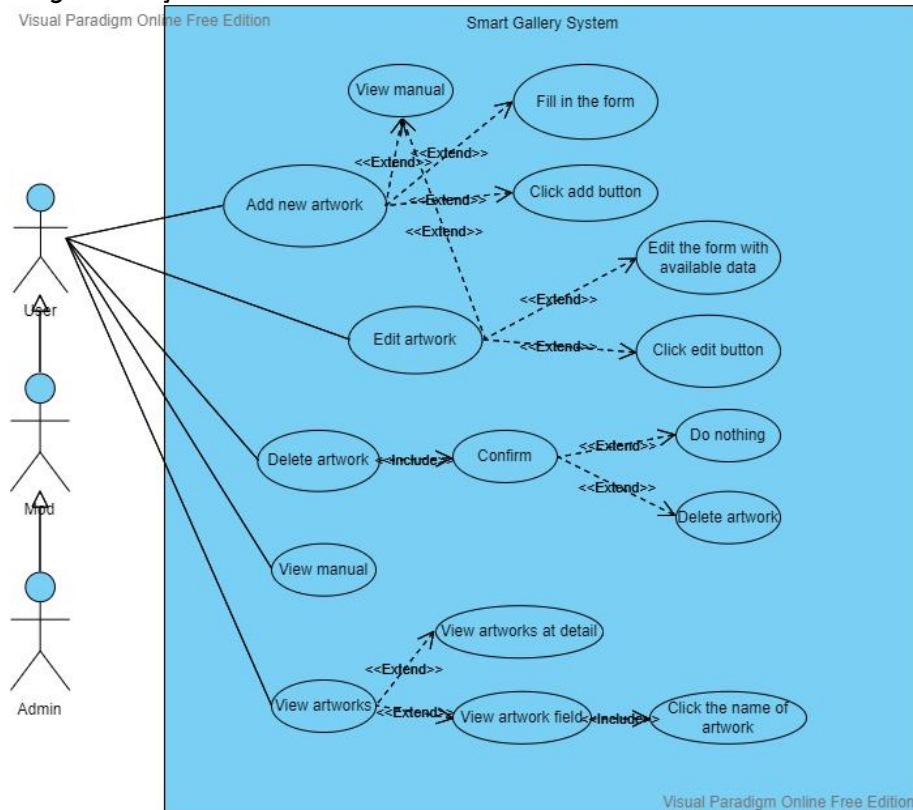 Visual Paradigm Online Free Edition
Smart Gallery System
View manual
Fill in the form
<<Extend>>
<<Extend>>
Add new artwork
Click add button
<<Extend>>
<<Extend>>
Edit the form with
available data
User
<<Extend>>
Edit artwork
<<Extend>>
Click edit button
Do nothing
<<Extend>>
Delete artwork
<<Include>>
Confirm
<<Extend>>
Mod
Delete artwork
View manual
View artworks at detail
<<Extend>>
Admin
View artworks
<<Extend>>
View artwork field
<<Include>>
Click the name of
artwork
Visual Paradigm Online Free Edition